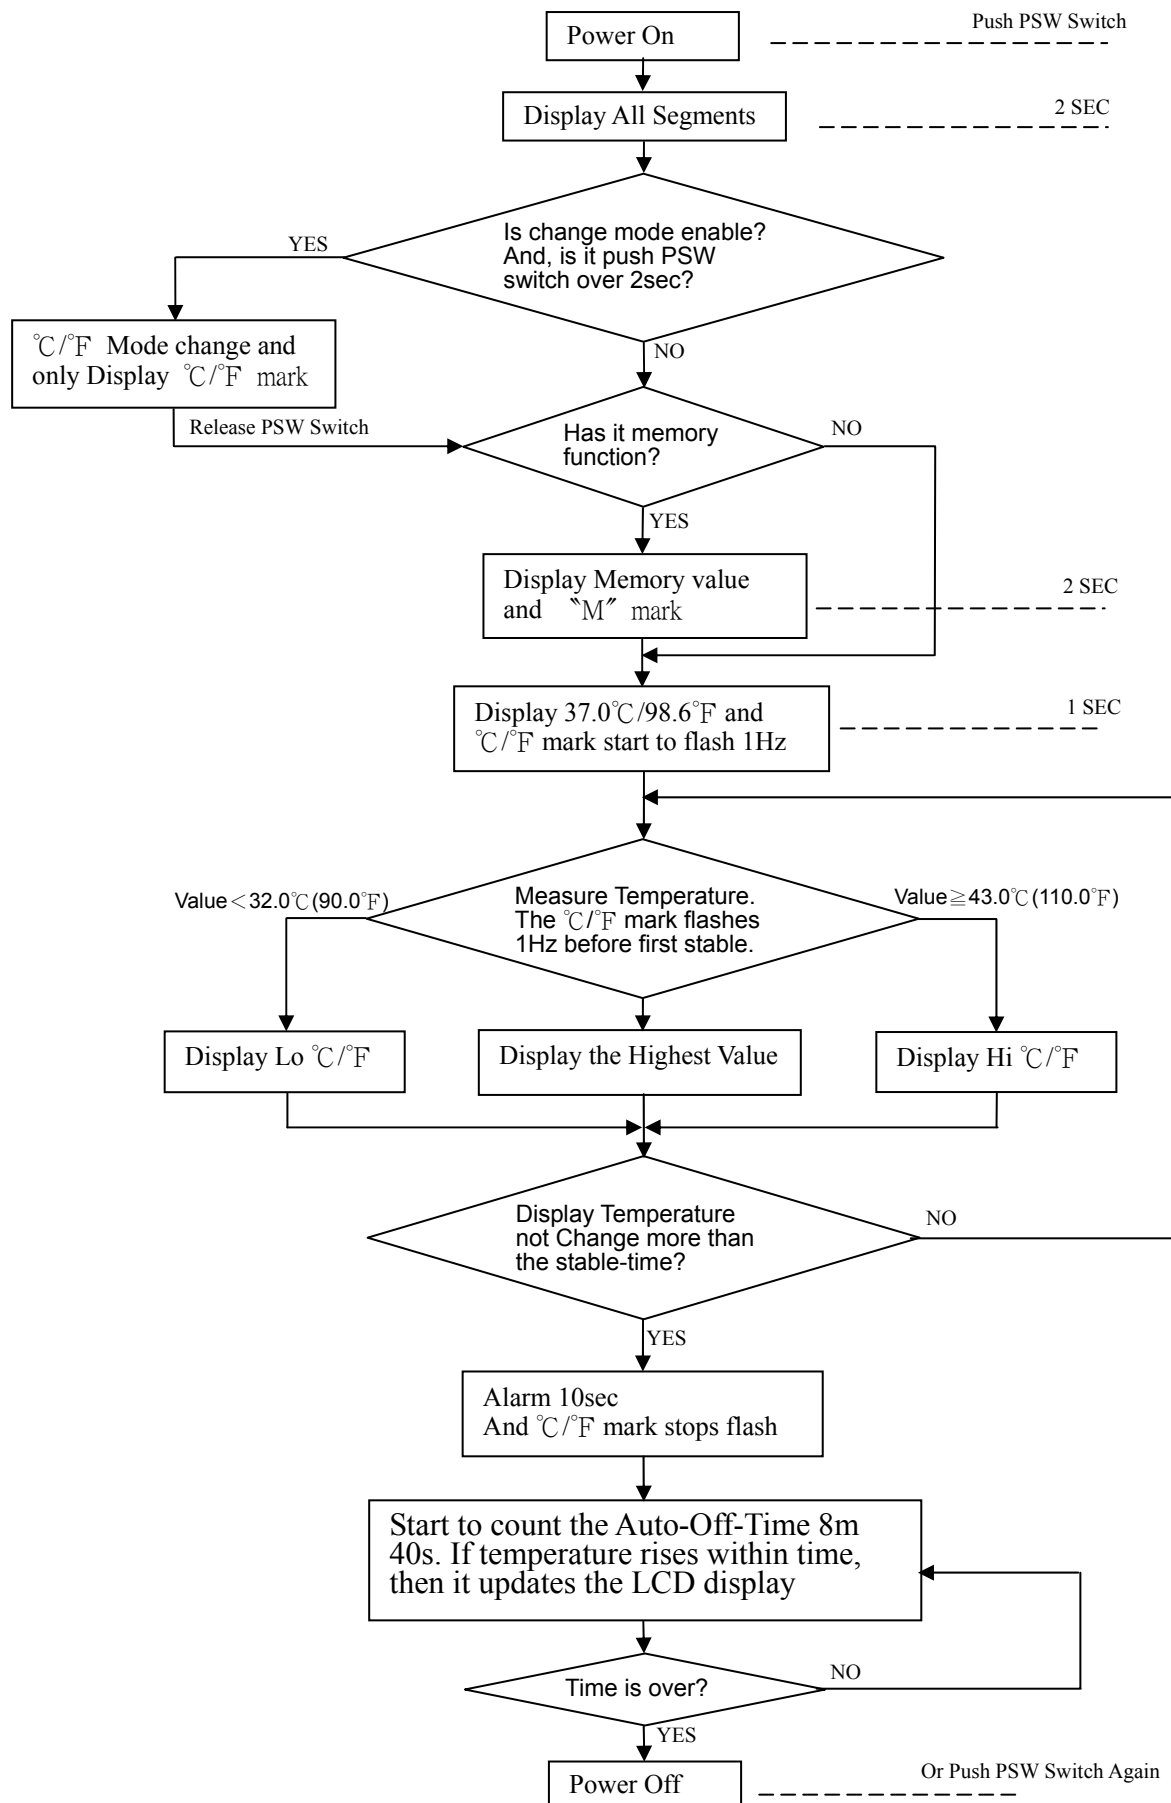 Power On
Push PSW Switch
Display All Segments
2 SEC
Is change mode enable?
And, is it push PSW
switch over 2sec?
YES
NO
℃/℉ Mode change and
only Display ℃/℉ mark
Release PSW Switch
Has it memory
function?
NO
YES
Display Memory value
and 〝M〞 mark
2 SEC
Display 37.0℃/98.6℉ and
℃/℉ mark start to flash 1Hz
1 SEC
Measure Temperature.
The ℃/℉ mark flashes
1Hz before first stable.
Value＜32.0℃(90.0℉)
Value≧43.0℃(110.0℉)
Display Lo ℃/℉
Display the Highest Value
Display Hi ℃/℉
Display Temperature
not Change more than
the stable-time?
NO
YES
Alarm 10sec
And ℃/℉ mark stops flash
Start to count the Auto-Off-Time 8m
40s. If temperature rises within time,
then it updates the LCD display
Time is over?
NO
YES
Power Off
Or Push PSW Switch Again